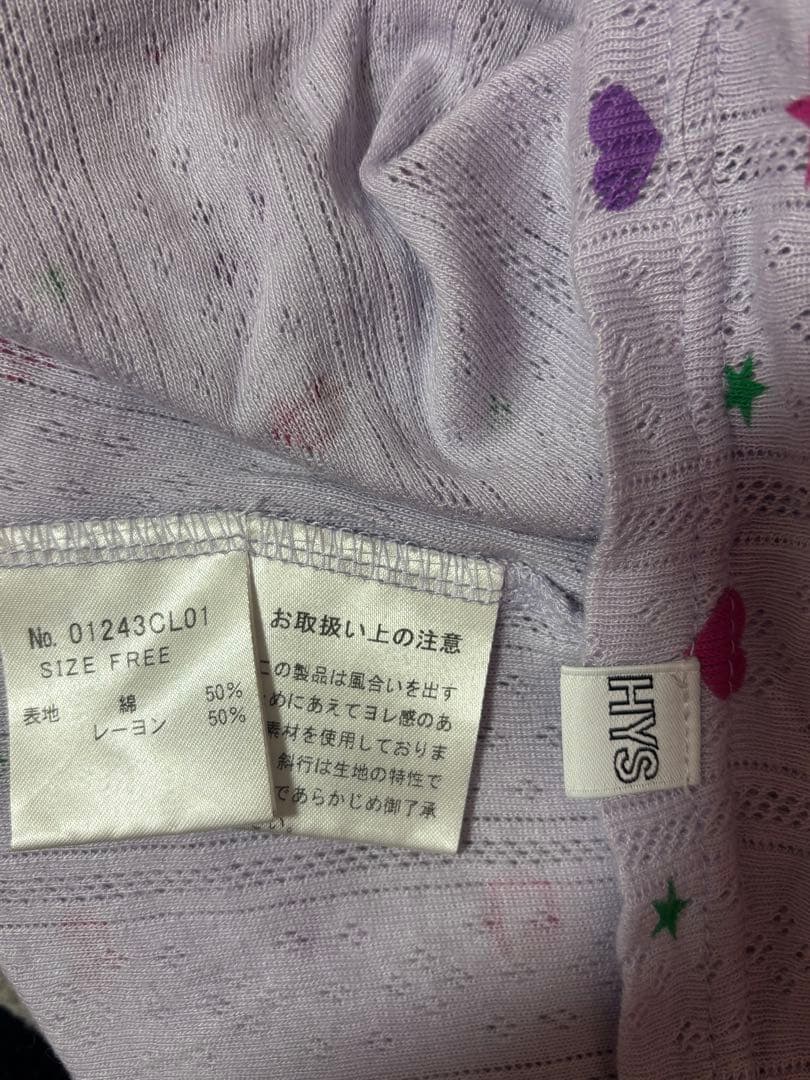 No. 01243CL01
SIZE FREE
表地 綿 50%
レーヨン 50%
お取扱い上の注意
この製品は風合いを出す
めにあえてヨレ感のあ
素材を使用しておりま
斜行は生地の特性で
であらかじめ御了承
い。
HYS